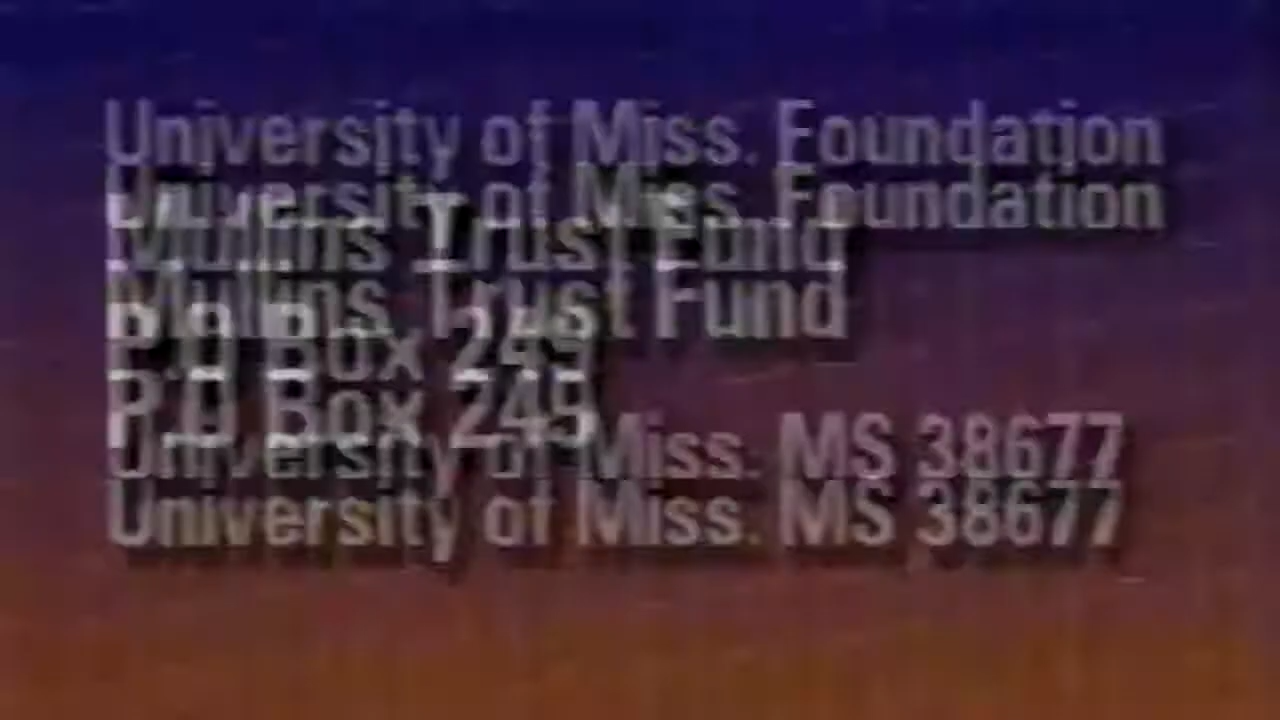 University of Miss. Foundation
University of Miss. Foundation
Mullins Trust Fund
Mullins Trust Fund
P.O Box 249
P.O Box 249
University of Miss. MS 38677
University of Miss. MS 38677